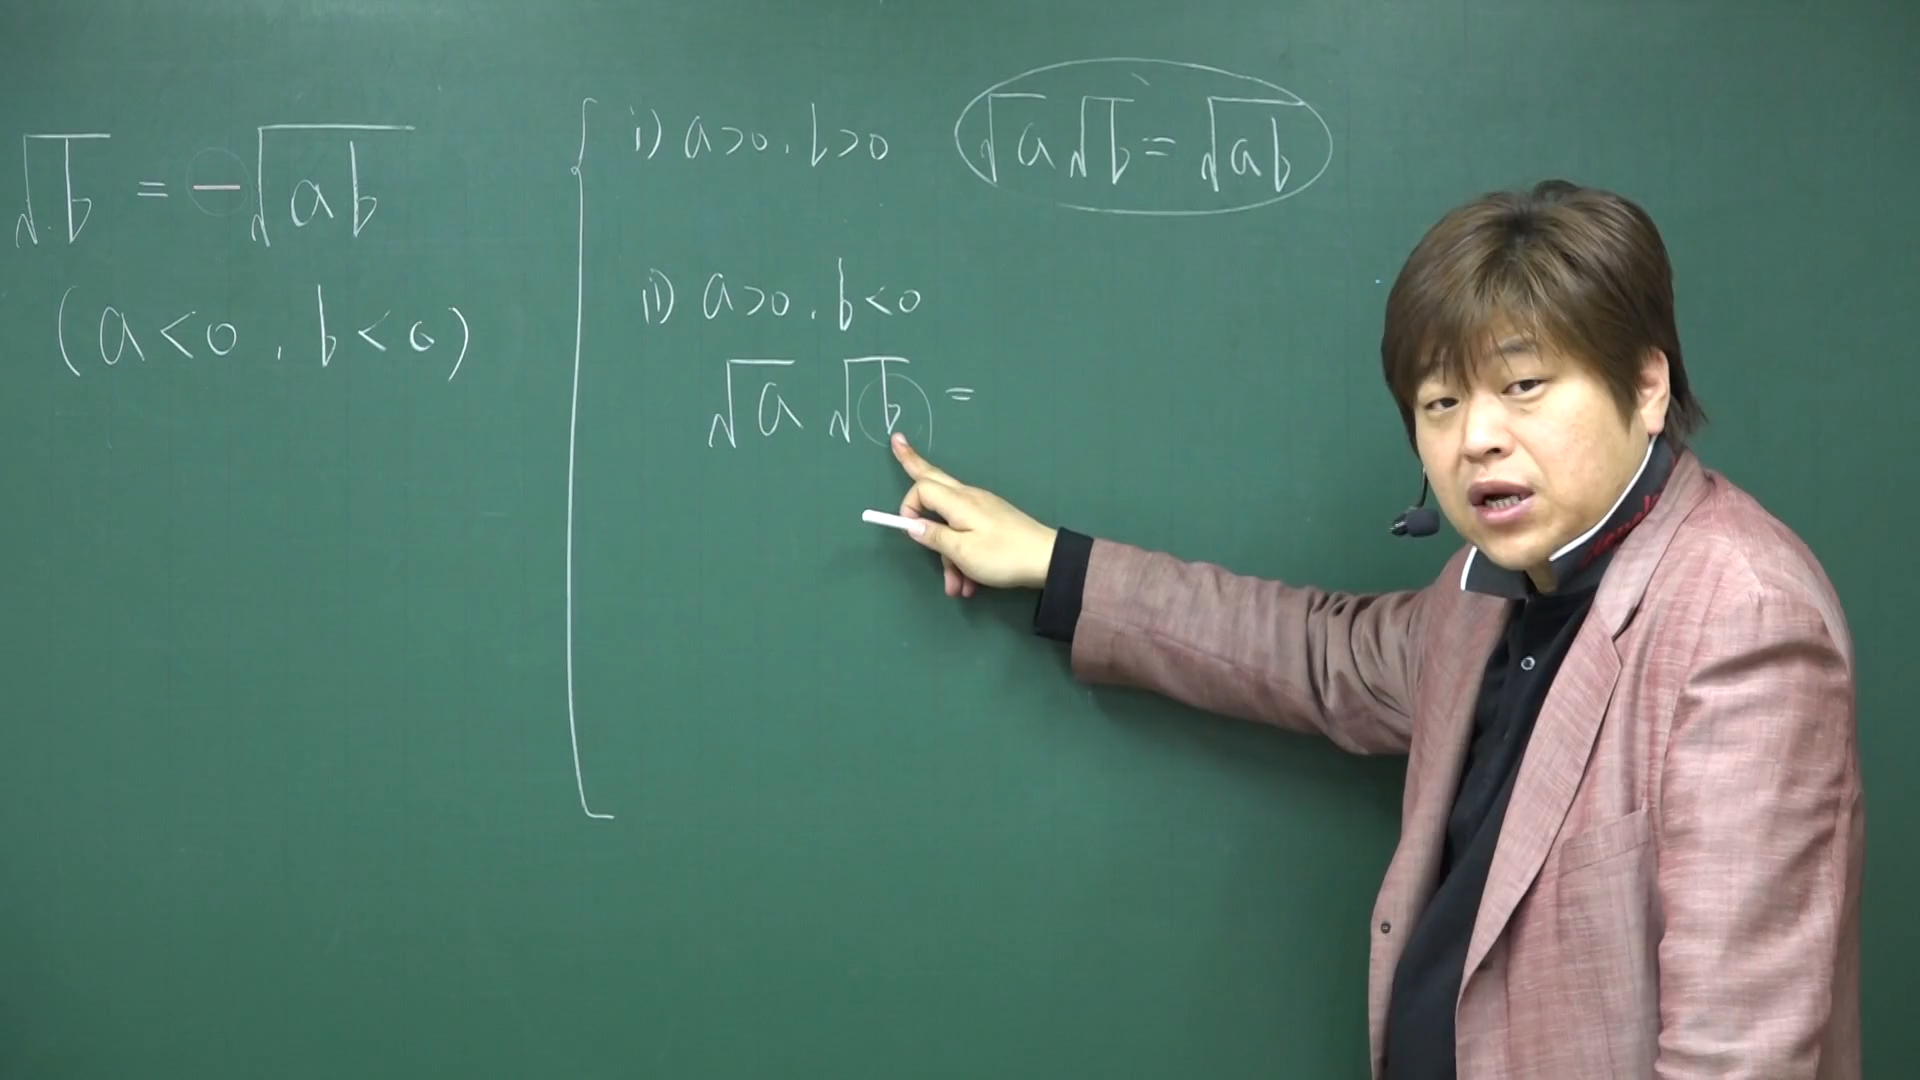 √b = -√ab
(a<0, b<0)
i) a>0, b>0 √a√b = √ab
ii) a>0, b<0
√a √b =